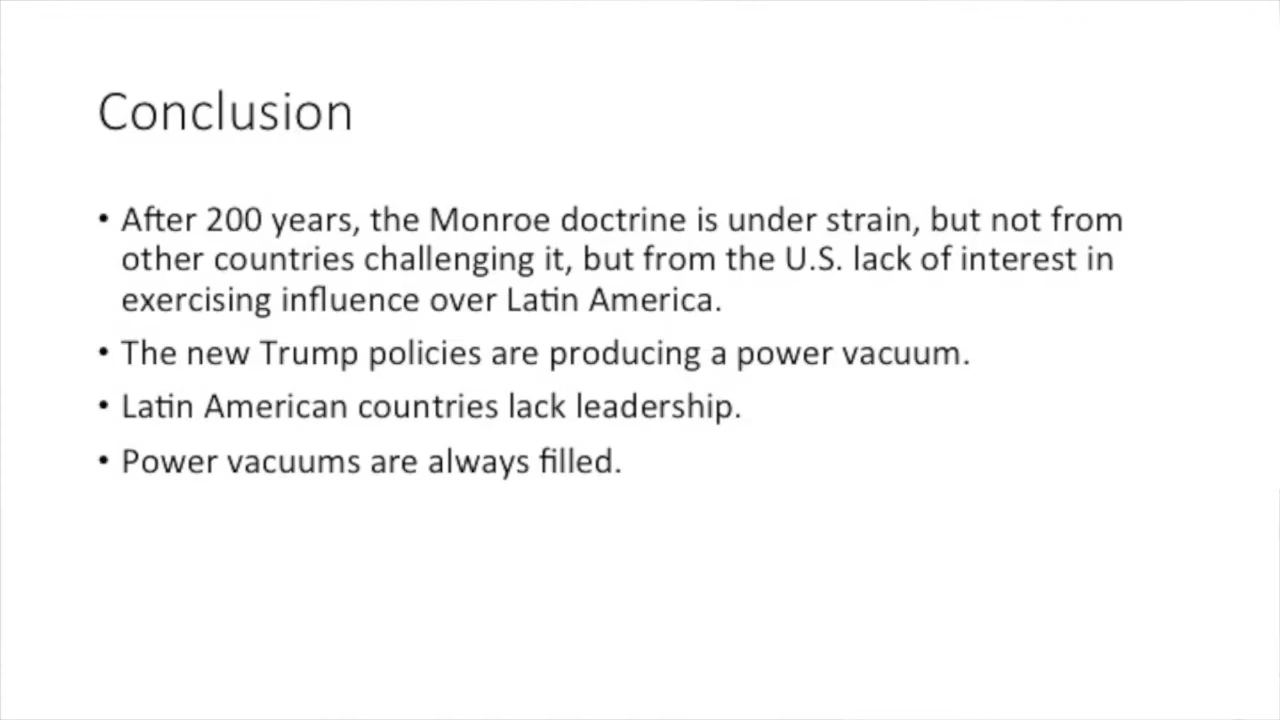 Conclusion
• After 200 years, the Monroe doctrine is under strain, but not from
other countries challenging it, but from the U.S. lack of interest in
exercising influence over Latin America.
• The new Trump policies are producing a power vacuum.
• Latin American countries lack leadership.
• Power vacuums are always filled.